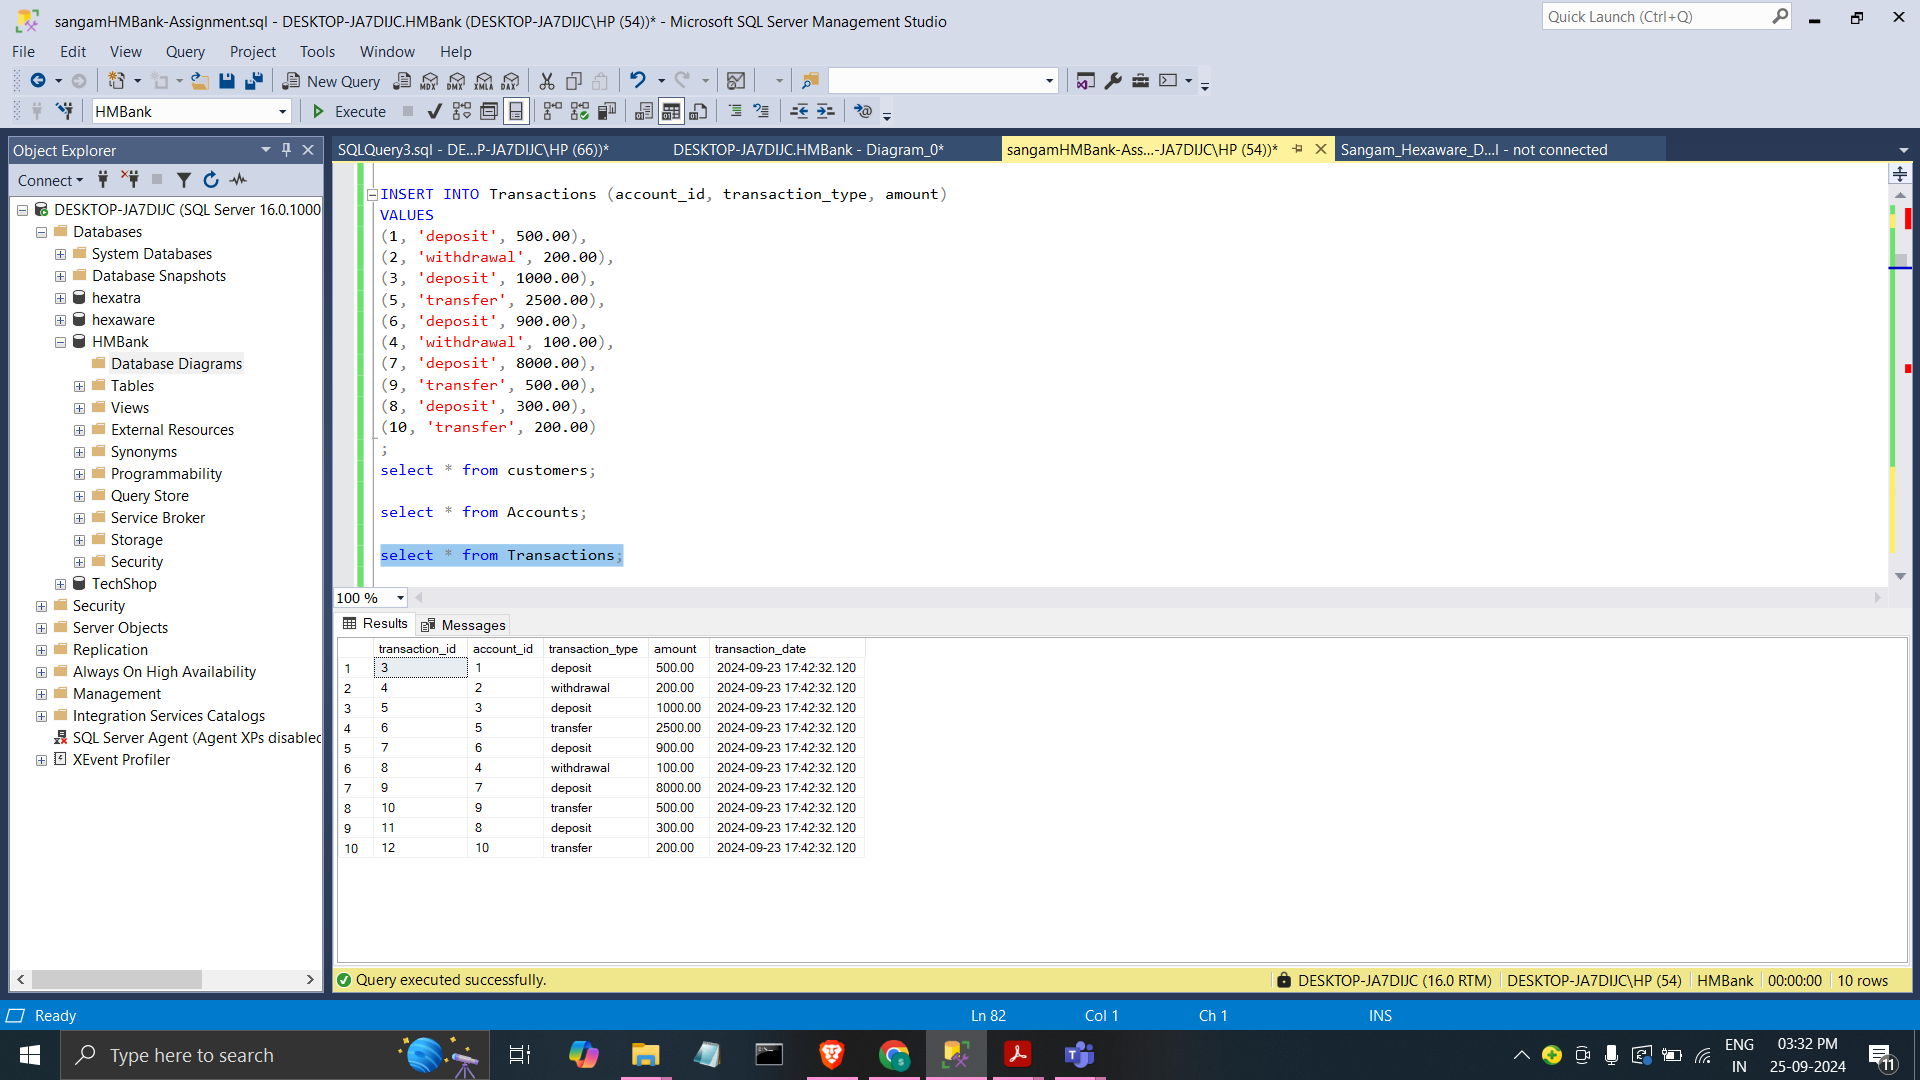 sangamHMBank-Assignment.sql - DESKTOP-JA7DIJC.HMBank (DESKTOP-JA7DIJC\HP (54))* - Microsoft SQL Server Management Studio
Quick Launch (Ctrl+Q)
File Edit View Query Project Tools Window Help
New Query MDX DMX XMLA DAX
HMBank Execute
Object Explorer
Connect
DESKTOP-JA7DIJC (SQL Server 16.0.1000
Databases
System Databases
Database Snapshots
hexatra
hexaware
HMBank
Database Diagrams
Tables
Views
External Resources
Synonyms
Programmability
Query Store
Service Broker
Storage
Security
TechShop
Security
Server Objects
Replication
Always On High Availability
Management
Integration Services Catalogs
SQL Server Agent (Agent XPs disablec
XEvent Profiler
SQLQuery3.sql - DE...P-JA7DIJC\HP (66))* DESKTOP-JA7DIJC.HMBank - Diagram_0* sangamHMBank-Ass...-JA7DIJC\HP (54))* Sangam_Hexaware_D...l - not connected
INSERT INTO Transactions (account_id, transaction_type, amount)
VALUES
(1, 'deposit', 500.00),
(2, 'withdrawal', 200.00),
(3, 'deposit', 1000.00),
(5, 'transfer', 2500.00),
(6, 'deposit', 900.00),
(4, 'withdrawal', 100.00),
(7, 'deposit', 8000.00),
(9, 'transfer', 500.00),
(8, 'deposit', 300.00),
(10, 'transfer', 200.00)
;
select * from customers;
select * from Accounts;
select * from Transactions;
100 %
Results Messages
transaction_id account_id transaction_type amount transaction_date
1 3 1 deposit 500.00 2024-09-23 17:42:32.120
2 4 2 withdrawal 200.00 2024-09-23 17:42:32.120
3 5 3 deposit 1000.00 2024-09-23 17:42:32.120
4 6 5 transfer 2500.00 2024-09-23 17:42:32.120
5 7 6 deposit 900.00 2024-09-23 17:42:32.120
6 8 4 withdrawal 100.00 2024-09-23 17:42:32.120
7 9 7 deposit 8000.00 2024-09-23 17:42:32.120
8 10 9 transfer 500.00 2024-09-23 17:42:32.120
9 11 8 deposit 300.00 2024-09-23 17:42:32.120
10 12 10 transfer 200.00 2024-09-23 17:42:32.120
Query executed successfully. DESKTOP-JA7DIJC (16.0 RTM) DESKTOP-JA7DIJC\HP (54) HMBank 00:00:00 10 rows
Ready Ln 82 Col 1 Ch 1 INS
Type here to search
ENG
IN
03:32 PM
25-09-2024
11